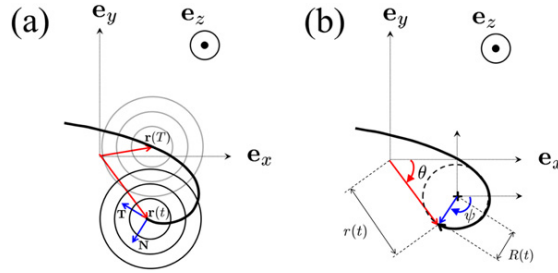 (a)
e_y
e_z
r(T)
e_x
T
r(t)
N
(b)
e_y
e_z
e_x
θ
ψ
r(t)
R(t)